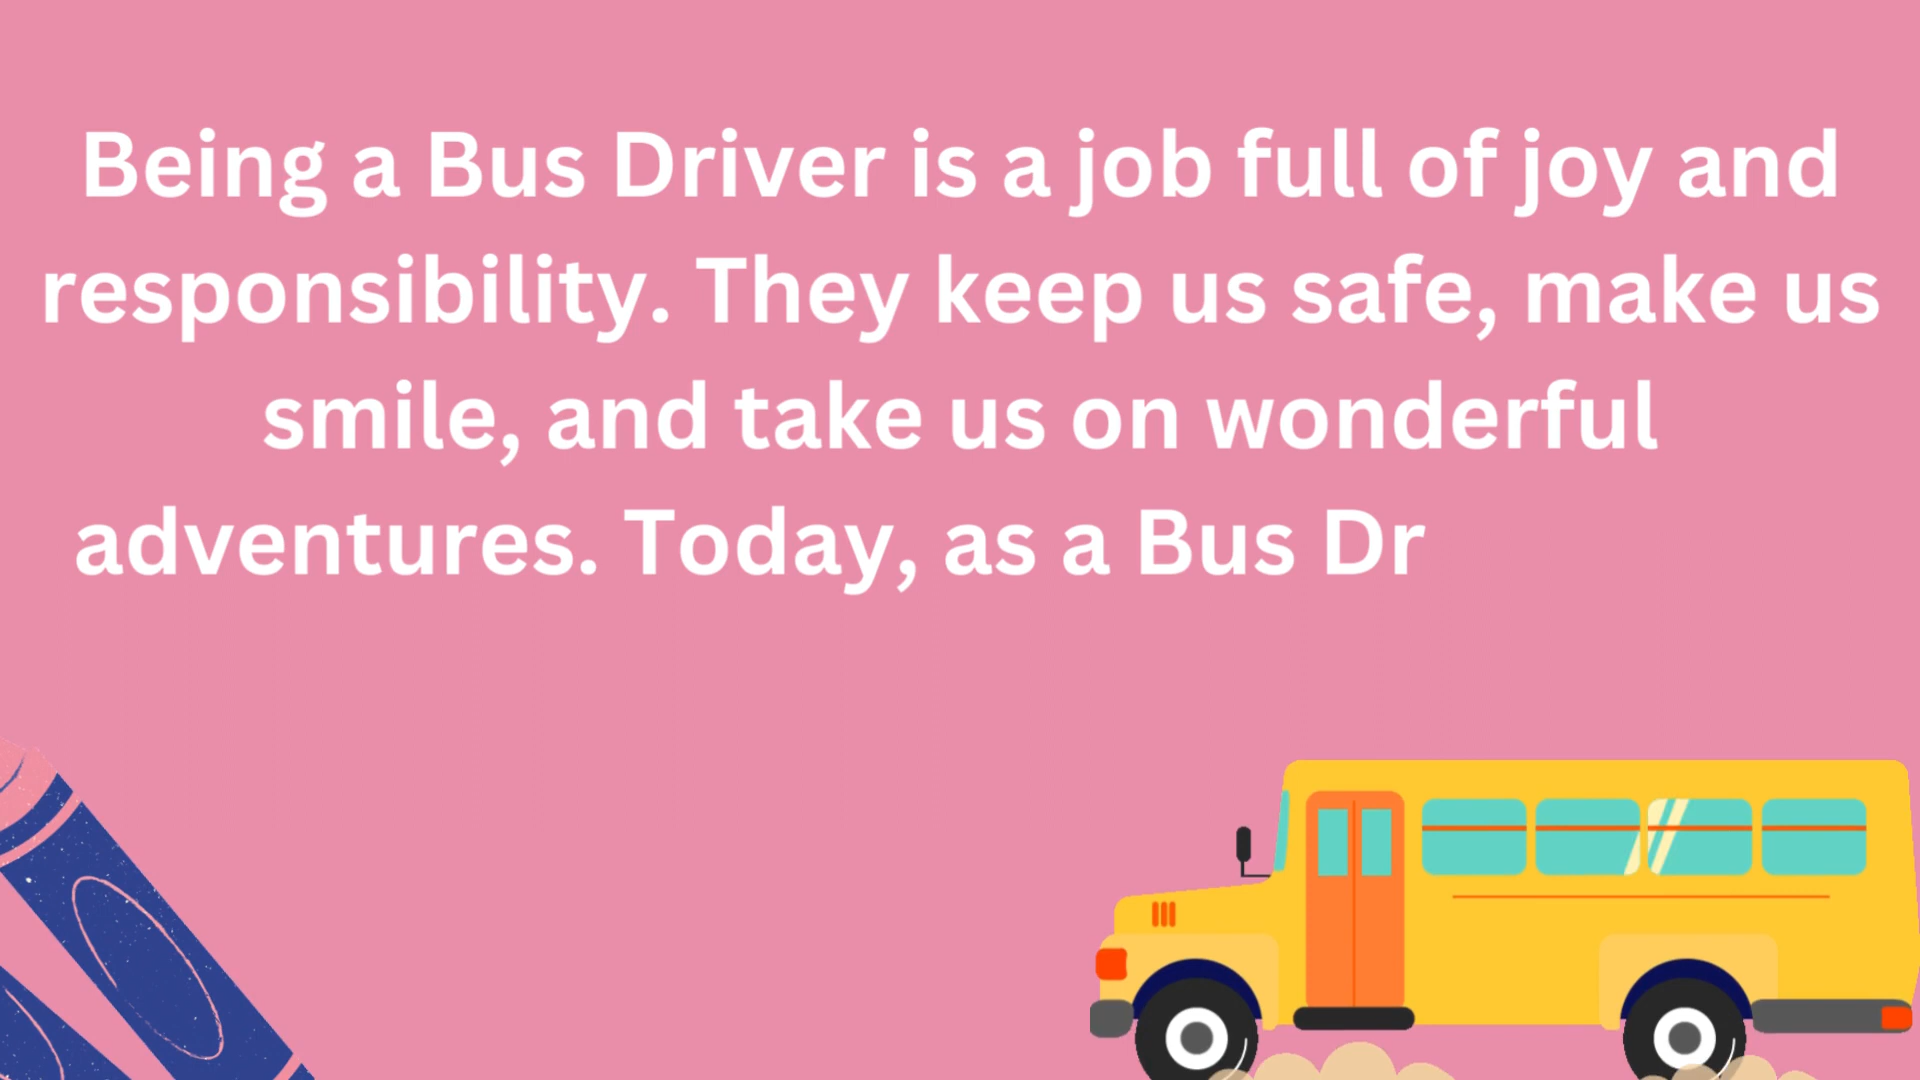 Being a Bus Driver is a job full of joy and
responsibility. They keep us safe, make us
smile, and take us on wonderful
adventures. Today, as a Bus Dr